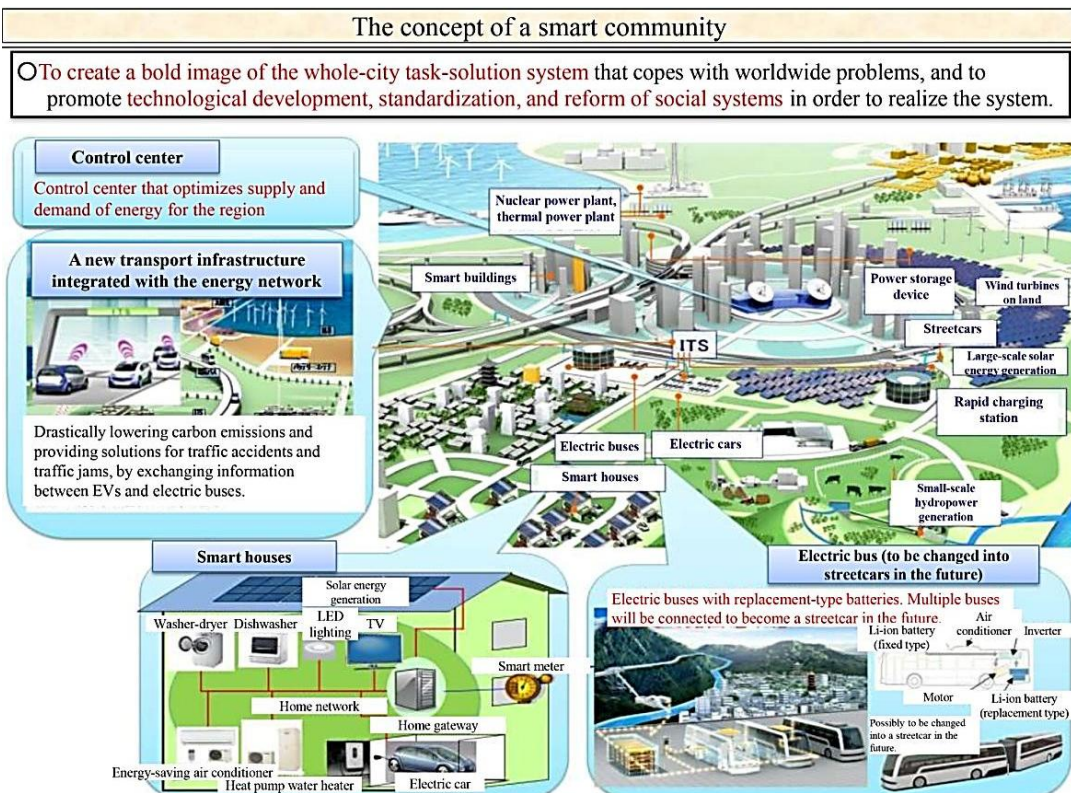 The concept of a smart community
○To create a bold image of the whole-city task-solution system that copes with worldwide problems, and to
promote technological development, standardization, and reform of social systems in order to realize the system.
Control center
Control center that optimizes supply and
demand of energy for the region
A new transport infrastructure
integrated with the energy network
Drastically lowering carbon emissions and
providing solutions for traffic accidents and
traffic jams, by exchanging information
between EVs and electric buses.
Nuclear power plant,
thermal power plant
Smart buildings
Power storage
device
Wind turbines
on land
Streetcars
ITS
Large-scale solar
energy generation
Rapid charging
station
Electric buses
Electric cars
Smart houses
Small-scale
hydropower
generation
Smart houses
Solar energy
generation
Washer-dryer
Dishwasher
LED
lighting
TV
Smart meter
Home network
Home gateway
Energy-saving air conditioner
Heat pump water heater
Electric car
Electric bus (to be changed into
streetcars in the future)
Electric buses with replacement-type batteries. Multiple buses
will be connected to become a streetcar in the future.
Li-ion battery
(fixed type)
Air
conditioner
Inverter
Motor
Li-ion battery
(replacement type)
Possibly to be changed
into a streetcar in the
future.